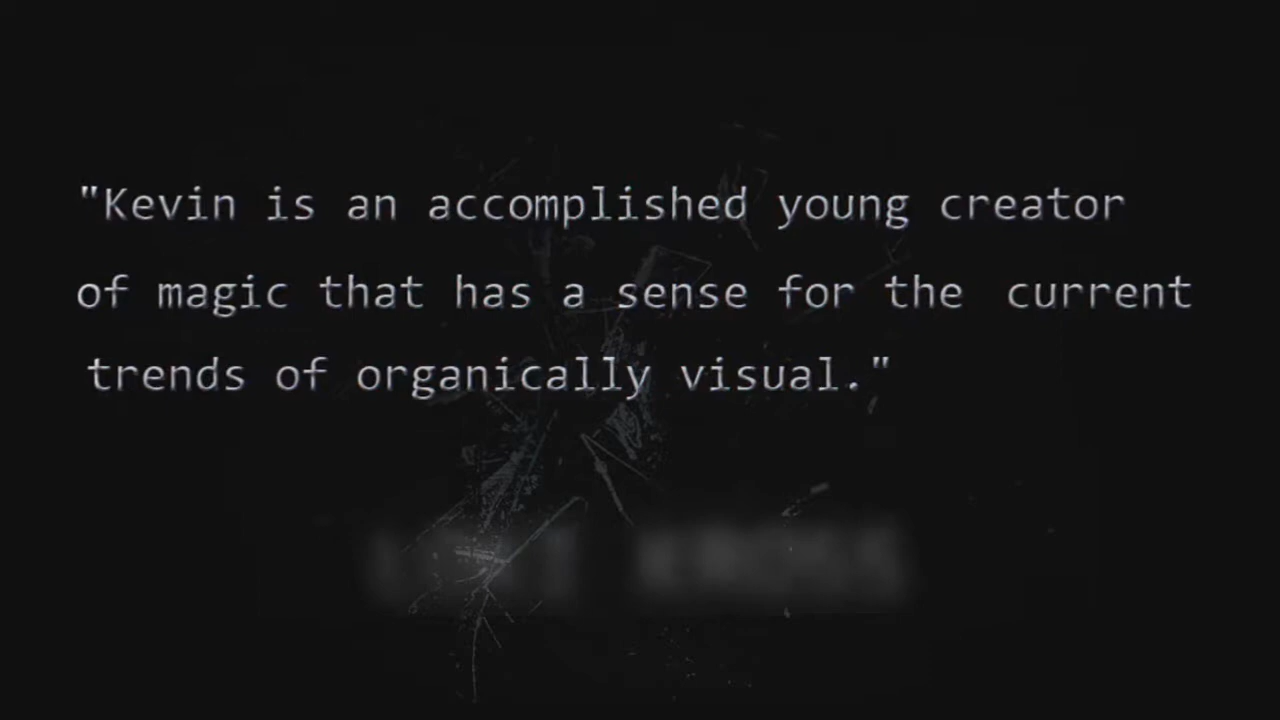 "Kevin is an accomplished young creator
of magic that has a sense for the current
trends of organically visual."